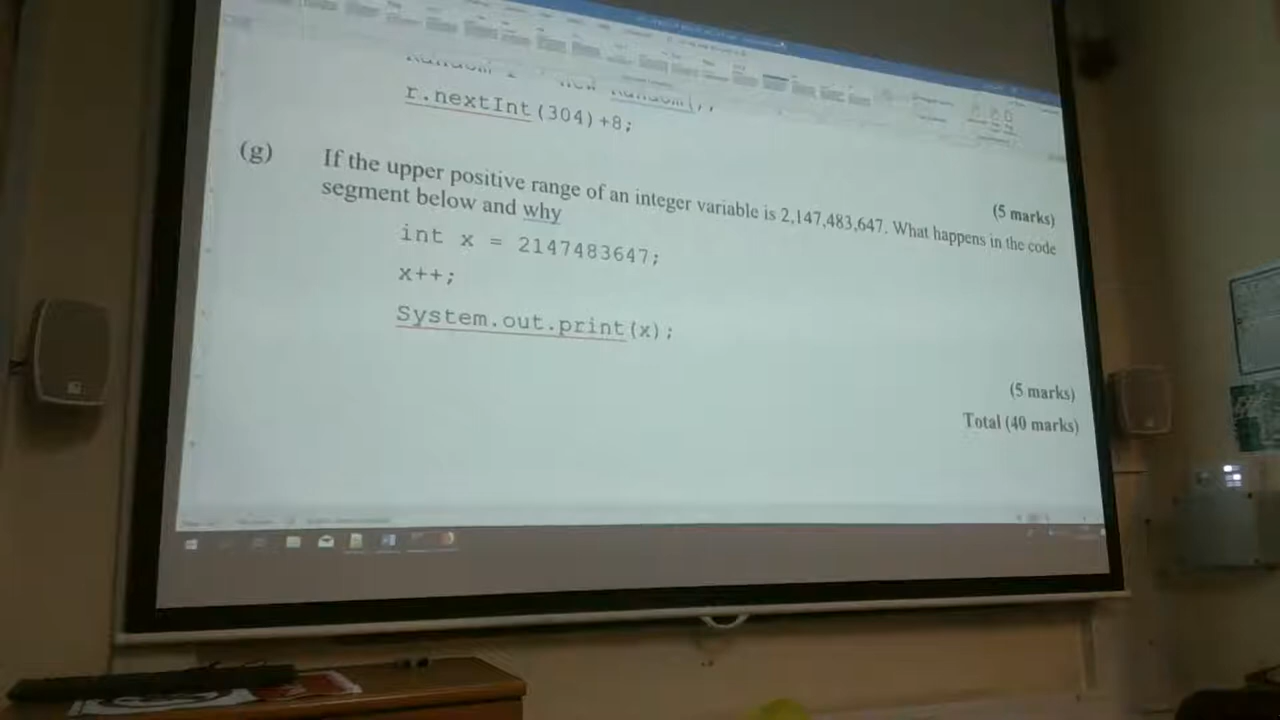 r.nextInt(304)+8;
(5 marks)
(g) If the upper positive range of an integer variable is 2,147,483,647. What happens in the code
segment below and why
int x = 2147483647;
x++;
System.out.print(x);
(5 marks)
Total (40 marks)